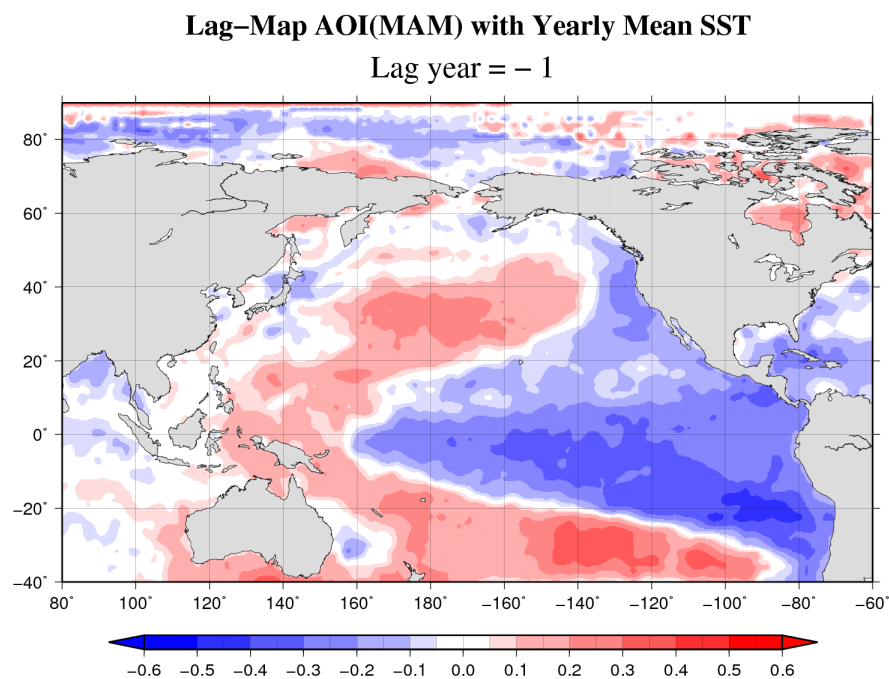 Lag−Map AOI(MAM) with Yearly Mean SST
Lag year = − 1
80˚
60˚
40˚
20˚
0˚
−20˚
−40˚
80˚ 100˚ 120˚ 140˚ 160˚ 180˚ −160˚ −140˚ −120˚ −100˚ −80˚ −60˚
−0.6 −0.5 −0.4 −0.3 −0.2 −0.1 0.0 0.1 0.2 0.3 0.4 0.5 0.6